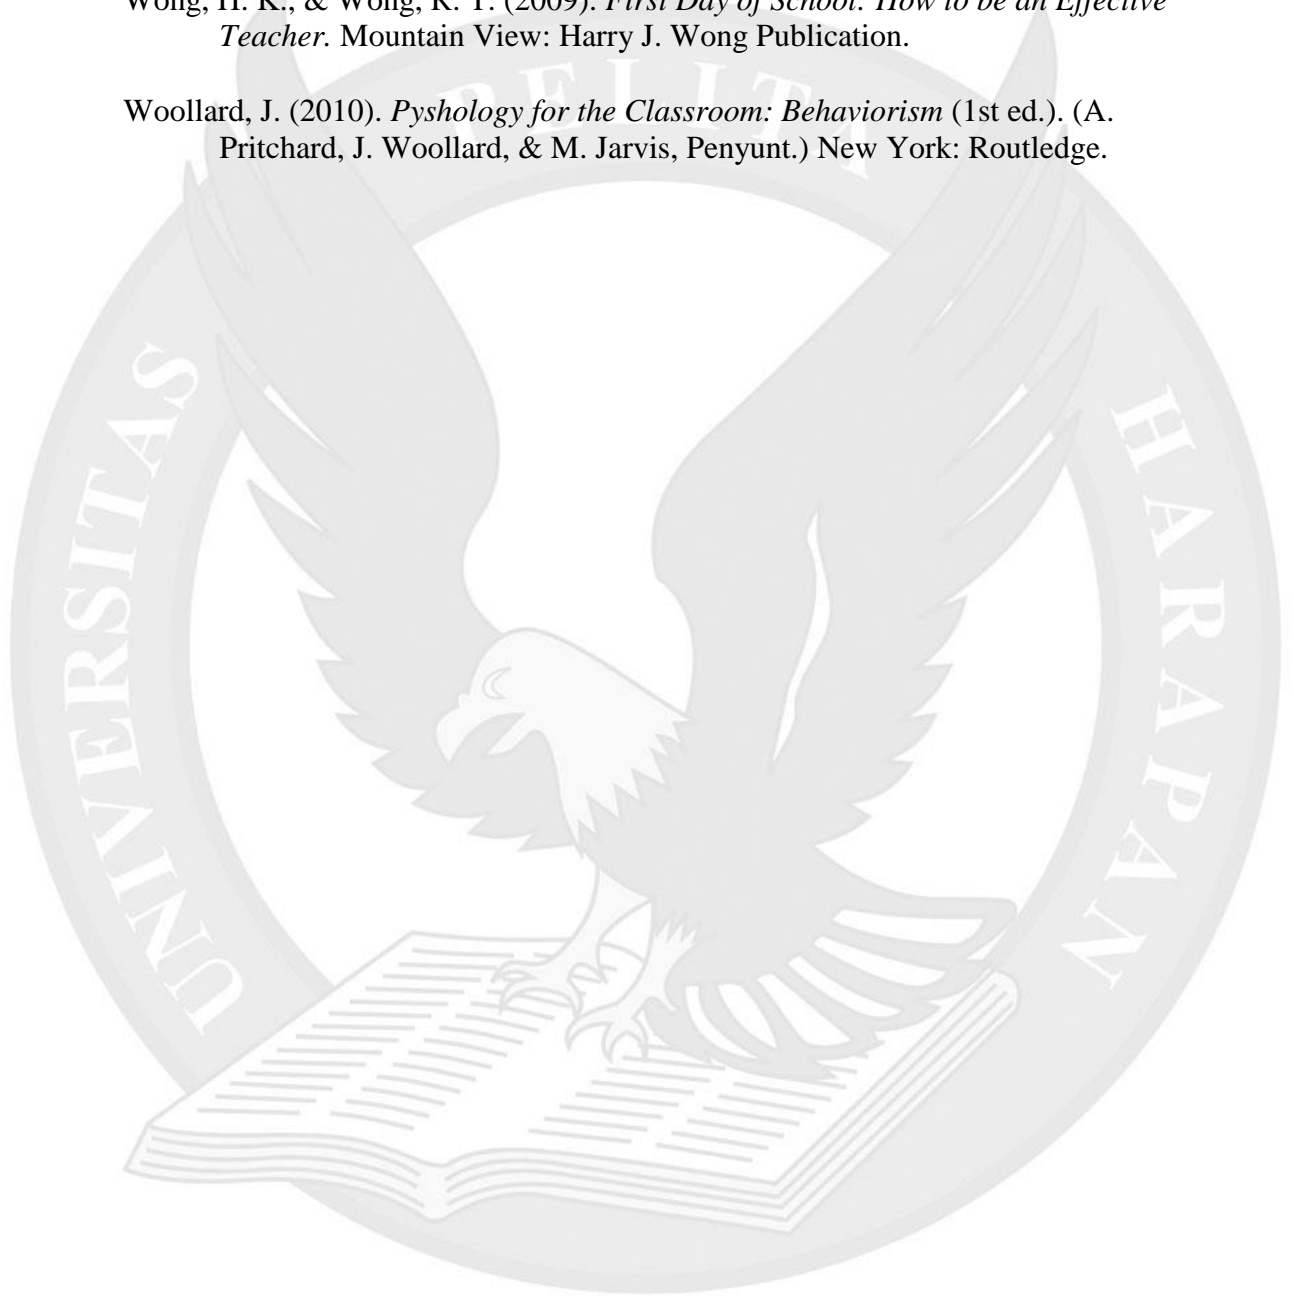 Wong, H. K., & Wong, R. T. (2009). First Day of School: How to be an Effective
Teacher. Mountain View: Harry J. Wong Publication.
Woollard, J. (2010). Pyshology for the Classroom: Behaviorism (1st ed.). (A.
Pritchard, J. Woollard, & M. Jarvis, Penyunt.) New York: Routledge.
UNIVERSITAS PELITA HARAPAN